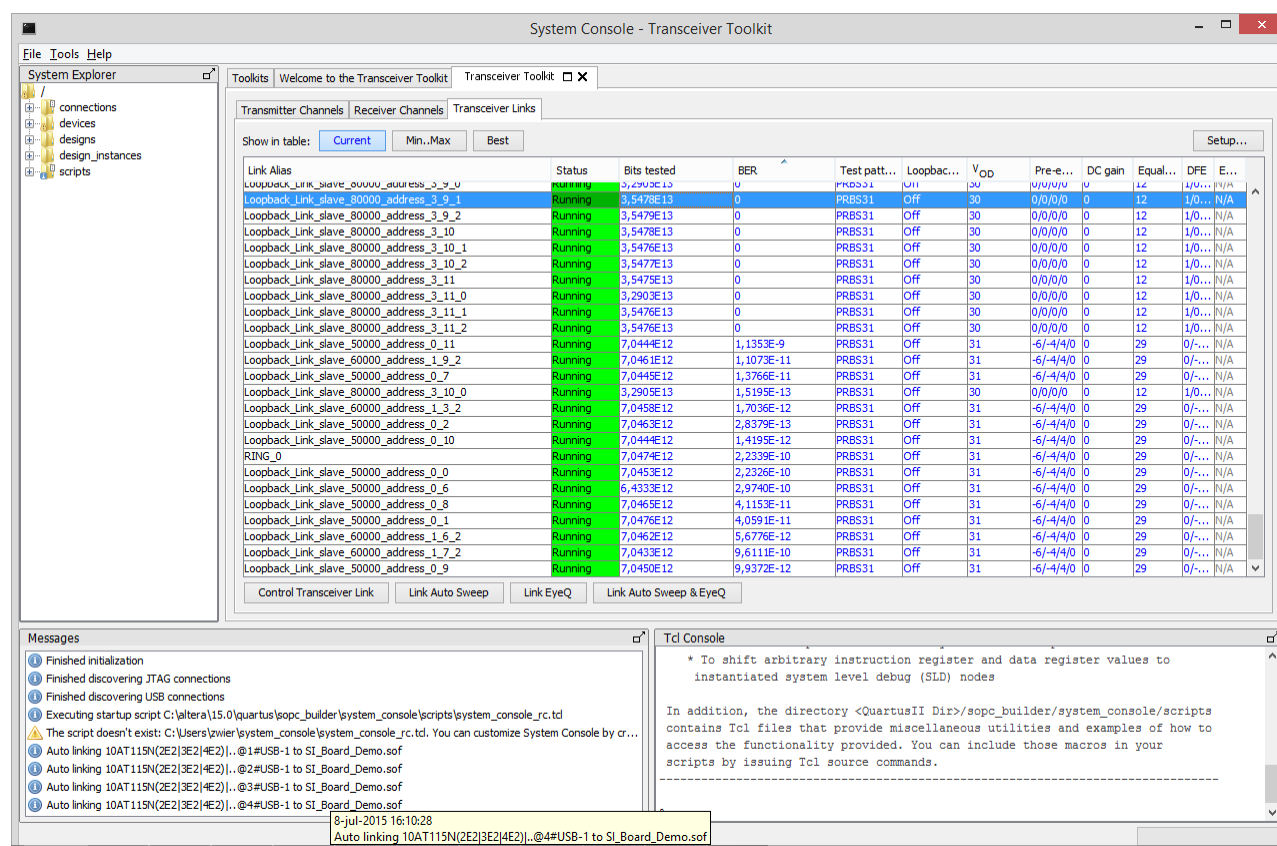 System Console - Transceiver Toolkit
File Tools Help
System Explorer
/
connections
devices
designs
design_instances
scripts
Toolkits Welcome to the Transceiver Toolkit Transceiver Toolkit
Transmitter Channels Receiver Channels Transceiver Links
Show in table: Current Min..Max Best Setup...
Link Alias Status Bits tested BER Test patt... Loopbac... VOD Pre-e... DC gain Equal... DFE E...
Loopback_Link_slave_80000_address_3_9_0 Running 3,2905E13 0 PRBS31 Off 30 0/0/0/0 0 12 1/0... N/A
Loopback_Link_slave_80000_address_3_9_1 Running 3,5478E13 0 PRBS31 Off 30 0/0/0/0 0 12 1/0... N/A
Loopback_Link_slave_80000_address_3_9_2 Running 3,5479E13 0 PRBS31 Off 30 0/0/0/0 0 12 1/0... N/A
Loopback_Link_slave_80000_address_3_10 Running 3,5478E13 0 PRBS31 Off 30 0/0/0/0 0 12 1/0... N/A
Loopback_Link_slave_80000_address_3_10_1 Running 3,5476E13 0 PRBS31 Off 30 0/0/0/0 0 12 1/0... N/A
Loopback_Link_slave_80000_address_3_10_2 Running 3,5477E13 0 PRBS31 Off 30 0/0/0/0 0 12 1/0... N/A
Loopback_Link_slave_80000_address_3_11 Running 3,5475E13 0 PRBS31 Off 30 0/0/0/0 0 12 1/0... N/A
Loopback_Link_slave_80000_address_3_11_0 Running 3,2903E13 0 PRBS31 Off 30 0/0/0/0 0 12 1/0... N/A
Loopback_Link_slave_80000_address_3_11_1 Running 3,5476E13 0 PRBS31 Off 30 0/0/0/0 0 12 1/0... N/A
Loopback_Link_slave_80000_address_3_11_2 Running 3,5476E13 0 PRBS31 Off 30 0/0/0/0 0 12 1/0... N/A
Loopback_Link_slave_50000_address_0_11 Running 7,0444E12 1,1353E-9 PRBS31 Off 31 -6/-4/4/0 0 29 0/-... N/A
Loopback_Link_slave_60000_address_1_9_2 Running 7,0461E12 1,1073E-11 PRBS31 Off 31 -6/-4/4/0 0 29 0/-... N/A
Loopback_Link_slave_50000_address_0_7 Running 7,0445E12 1,3766E-11 PRBS31 Off 31 -6/-4/4/0 0 29 0/-... N/A
Loopback_Link_slave_80000_address_3_10_0 Running 3,2905E13 1,5195E-13 PRBS31 Off 30 0/0/0/0 0 12 1/0... N/A
Loopback_Link_slave_60000_address_1_3_2 Running 7,0458E12 1,7036E-12 PRBS31 Off 31 -6/-4/4/0 0 29 0/-... N/A
Loopback_Link_slave_50000_address_0_2 Running 7,0463E12 2,8379E-13 PRBS31 Off 31 -6/-4/4/0 0 29 0/-... N/A
Loopback_Link_slave_50000_address_0_10 Running 7,0444E12 1,4195E-12 PRBS31 Off 31 -6/-4/4/0 0 29 0/-... N/A
RING_0 Running 7,0474E12 2,2339E-10 PRBS31 Off 31 -6/-4/4/0 0 29 0/-... N/A
Loopback_Link_slave_50000_address_0_0 Running 7,0453E12 2,2326E-10 PRBS31 Off 31 -6/-4/4/0 0 29 0/-... N/A
Loopback_Link_slave_50000_address_0_6 Running 6,4333E12 2,9740E-10 PRBS31 Off 31 -6/-4/4/0 0 29 0/-... N/A
Loopback_Link_slave_50000_address_0_8 Running 7,0465E12 4,1153E-11 PRBS31 Off 31 -6/-4/4/0 0 29 0/-... N/A
Loopback_Link_slave_50000_address_0_1 Running 7,0476E12 4,0591E-11 PRBS31 Off 31 -6/-4/4/0 0 29 0/-... N/A
Loopback_Link_slave_60000_address_1_6_2 Running 7,0462E12 5,6776E-12 PRBS31 Off 31 -6/-4/4/0 0 29 0/-... N/A
Loopback_Link_slave_60000_address_1_7_2 Running 7,0433E12 9,6111E-10 PRBS31 Off 31 -6/-4/4/0 0 29 0/-... N/A
Loopback_Link_slave_50000_address_0_9 Running 7,0450E12 9,9372E-12 PRBS31 Off 31 -6/-4/4/0 0 29 0/-... N/A
Control Transceiver Link Link Auto Sweep Link EyeQ Link Auto Sweep & EyeQ
Messages
Finished initialization
Finished discovering JTAG connections
Finished discovering USB connections
Executing startup script C:\altera\15.0\quartus\sopc_builder\system_console\scripts\system_console_rc.tcl
The script doesn't exist: C:\Users\zwier\system_console\system_console_rc.tcl. You can customize System Console by cr...
Auto linking 10AT115N(2E2|3E2|4E2)|..@1#USB-1 to SI_Board_Demo.sof
Auto linking 10AT115N(2E2|3E2|4E2)|..@2#USB-1 to SI_Board_Demo.sof
Auto linking 10AT115N(2E2|3E2|4E2)|..@3#USB-1 to SI_Board_Demo.sof
Auto linking 10AT115N(2E2|3E2|4E2)|..@4#USB-1 to SI_Board_Demo.sof
8-jul-2015 16:10:28
Auto linking 10AT115N(2E2|3E2|4E2)|..@4#USB-1 to SI_Board_Demo.sof
Tcl Console
* To shift arbitrary instruction register and data register values to
instantiated system level debug (SLD) nodes
In addition, the directory <QuartusII Dir>/sopc_builder/system_console/scripts
contains Tcl files that provide miscellaneous utilities and examples of how to
access the functionality provided. You can include those macros in your
scripts by issuing Tcl source commands.